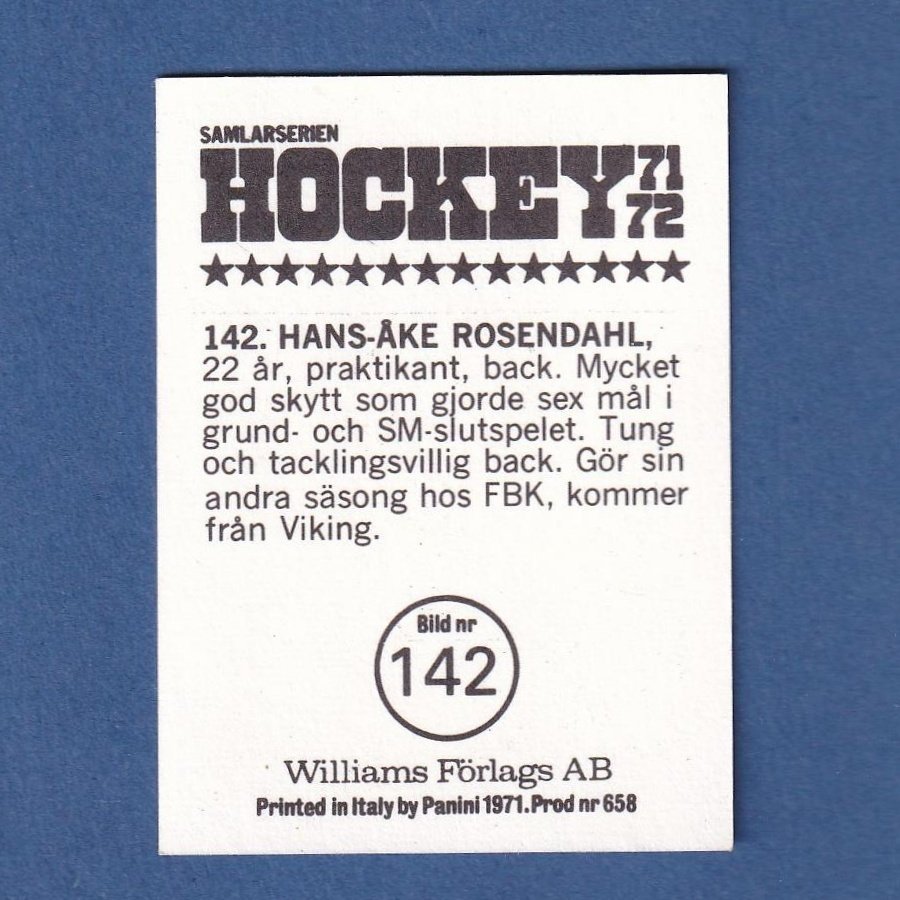 SAMLARSERIEN
HOCKEY 71
72
142. HANS-ÅKE ROSENDAHL,
22 år, praktikant, back. Mycket
god skytt som gjorde sex mål i
grund- och SM-slutspelet. Tung
och tacklingsvillig back. Gör sin
andra säsong hos FBK, kommer
från Viking.
Bild nr
142
Williams Förlags AB
Printed in Italy by Panini 1971. Prod nr 658